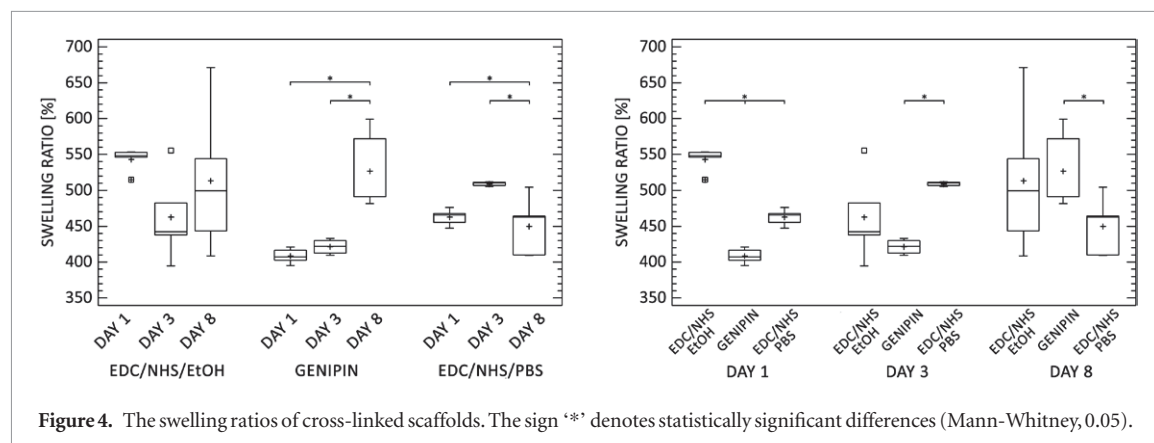 700
650
600
550
500
450
400
350
SWELLING RATIO [%]
* * * *
* *
DAY 1 DAY 3 DAY 8 DAY 1 DAY 3 DAY 8 DAY 1 DAY 3 DAY 8
EDC/NHS/EtOH GENIPIN EDC/NHS/PBS
700
650
600
550
500
450
400
350
SWELLING RATIO [%]
* * *
EDC/NHS
EtOH
GENIPIN
EDC/NHS
PBS
EDC/NHS
EtOH
GENIPIN
EDC/NHS
PBS
EDC/NHS
EtOH
GENIPIN
EDC/NHS
PBS
DAY 1 DAY 3 DAY 8
Figure 4. The swelling ratios of cross-linked scaffolds. The sign ‘*’ denotes statistically significant differences (Mann-Whitney, 0.05).